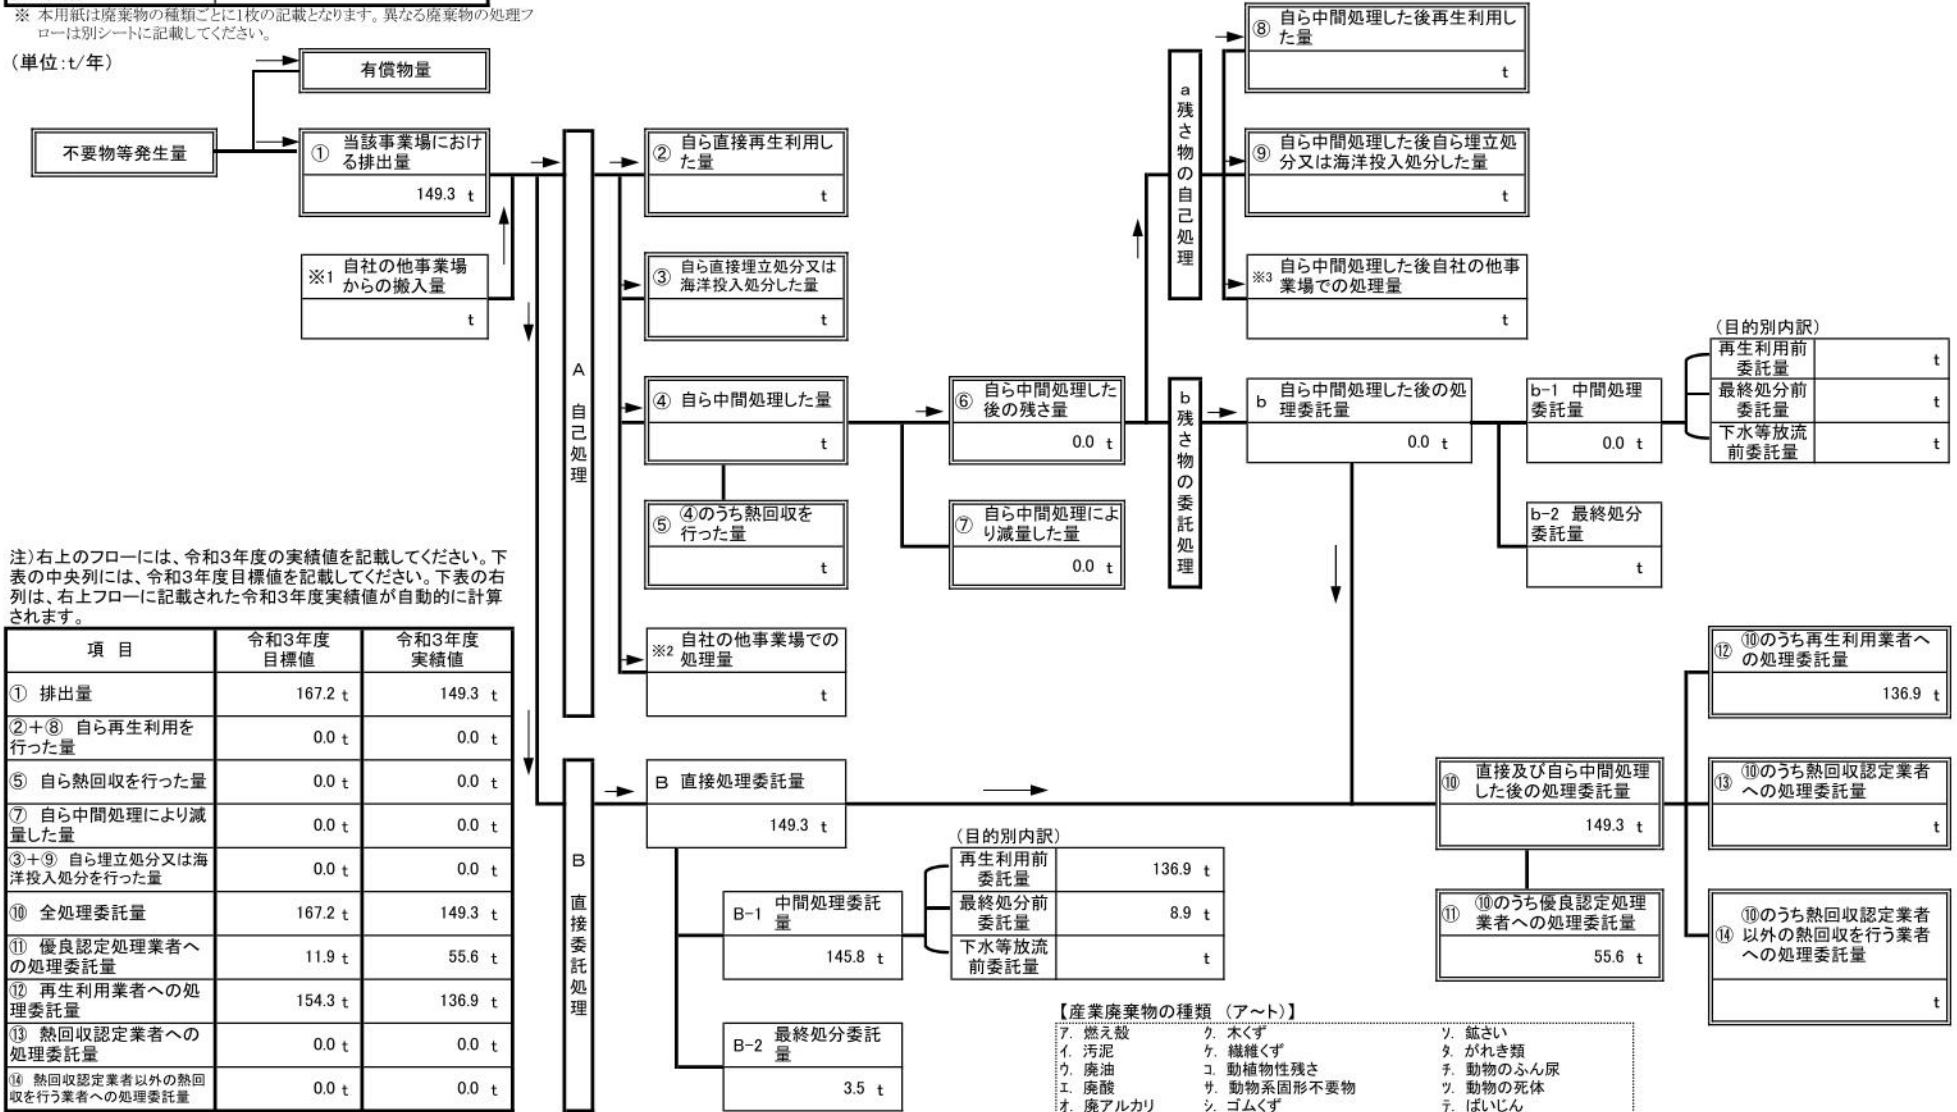 ※ 本用紙は廃棄物の種類ごとに1枚の記載となります。異なる廃棄物の処理フ
ローは別シートに記載してください。
(単位:t/年)
有償物量
不要物等発生量
① 当該事業場におけ
る排出量
149.3 t
※1 自社の他事業場
からの搬入量
t
A 自己処理
② 自ら直接再生利用し
た量
t
③ 自ら直接埋立処分又は
海洋投入処分した量
t
④ 自ら中間処理した量
t
⑤ ④のうち熱回収を
行った量
t
※2 自社の他事業場での
処理量
t
⑥ 自ら中間処理した
後の残さ量
0.0 t
⑦ 自ら中間処理によ
り減量した量
0.0 t
a 残さ物の自己処理
⑧ 自ら中間処理した後再生利用し
た量
t
⑨ 自ら中間処理した後自ら埋立処
分又は海洋投入処分した量
t
※3 自ら中間処理した後自社の他事
業場での処理量
t
b 残さ物の委託処理
b 自ら中間処理した後の処
理委託量
0.0 t
b-1 中間処理
委託量
0.0 t
(目的別内訳)
再生利用前
委託量
t
最終処分前
委託量
t
下水等放流
前委託量
t
b-2 最終処分
委託量
t
注)右上のフローには、令和3年度の実績値を記載してください。下
表の中央列には、令和3年度目標値を記載してください。下表の右
列は、右上フローに記載された令和3年度実績値が自動的に計算
されます。
項 目
令和3年度
目標値
令和3年度
実績値
① 排出量 167.2 t 149.3 t
②+⑧ 自ら再生利用を
行った量
0.0 t 0.0 t
⑤ 自ら熱回収を行った量 0.0 t 0.0 t
⑦ 自ら中間処理により減
量した量
0.0 t 0.0 t
③+⑨ 自ら埋立処分又は海
洋投入処分を行った量
0.0 t 0.0 t
⑩ 全処理委託量 167.2 t 149.3 t
⑪ 優良認定処理業者へ
の処理委託量
11.9 t 55.6 t
⑫ 再生利用業者への処
理委託量
154.3 t 136.9 t
⑬ 熱回収認定業者への
処理委託量
0.0 t 0.0 t
⑭ 熱回収認定業者以外の熱回
収を行う業者への処理委託量
0.0 t 0.0 t
B 直接委託処理
B 直接処理委託量
149.3 t
B-1 中間処理委託
量
145.8 t
(目的別内訳)
再生利用前
委託量
136.9 t
最終処分前
委託量
8.9 t
下水等放流
前委託量
t
B-2 最終処分委託
量
3.5 t
⑩ 直接及び自ら中間処理
した後の処理委託量
149.3 t
⑪ ⑩のうち優良認定処理
業者への処理委託量
55.6 t
⑫ ⑩のうち再生利用業者へ
の処理委託量
136.9 t
⑬ ⑩のうち熱回収認定業者
への処理委託量
t
⑭ ⑩のうち熱回収認定業者
以外の熱回収を行う業者
への処理委託量
t
【産業廃棄物の種類 (ア~ト)】
ア. 燃え殻 ク. 木くず ソ. 鉱さい
イ. 汚泥 ケ. 繊維くず タ. がれき類
ウ. 廃油 コ. 動植物性残さ チ. 動物のふん尿
エ. 廃酸 サ. 動物系固形不要物 ツ. 動物の死体
オ. 廃アルカリ シ. ゴムくず テ. ばいじん